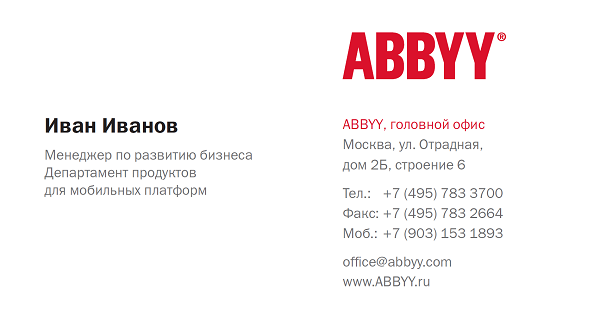 ABBYY®
Иван Иванов
Менеджер по развитию бизнеса
Департамент продуктов
для мобильных платформ
ABBYY, головной офис
Москва, ул. Отрадная,
дом 2Б, строение 6
Тел.: +7 (495) 783 3700
Факс: +7 (495) 783 2664
Моб.: +7 (903) 153 1893
office@abbyy.com
www.ABBYY.ru